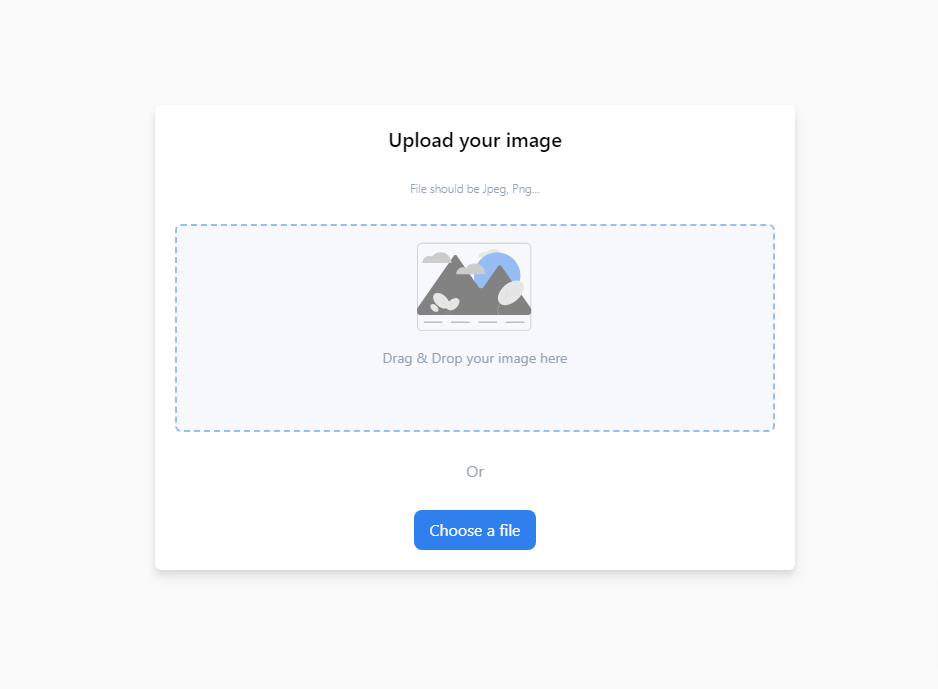 Upload your image
File should be Jpeg, Png...
Drag & Drop your image here
Or
Choose a file